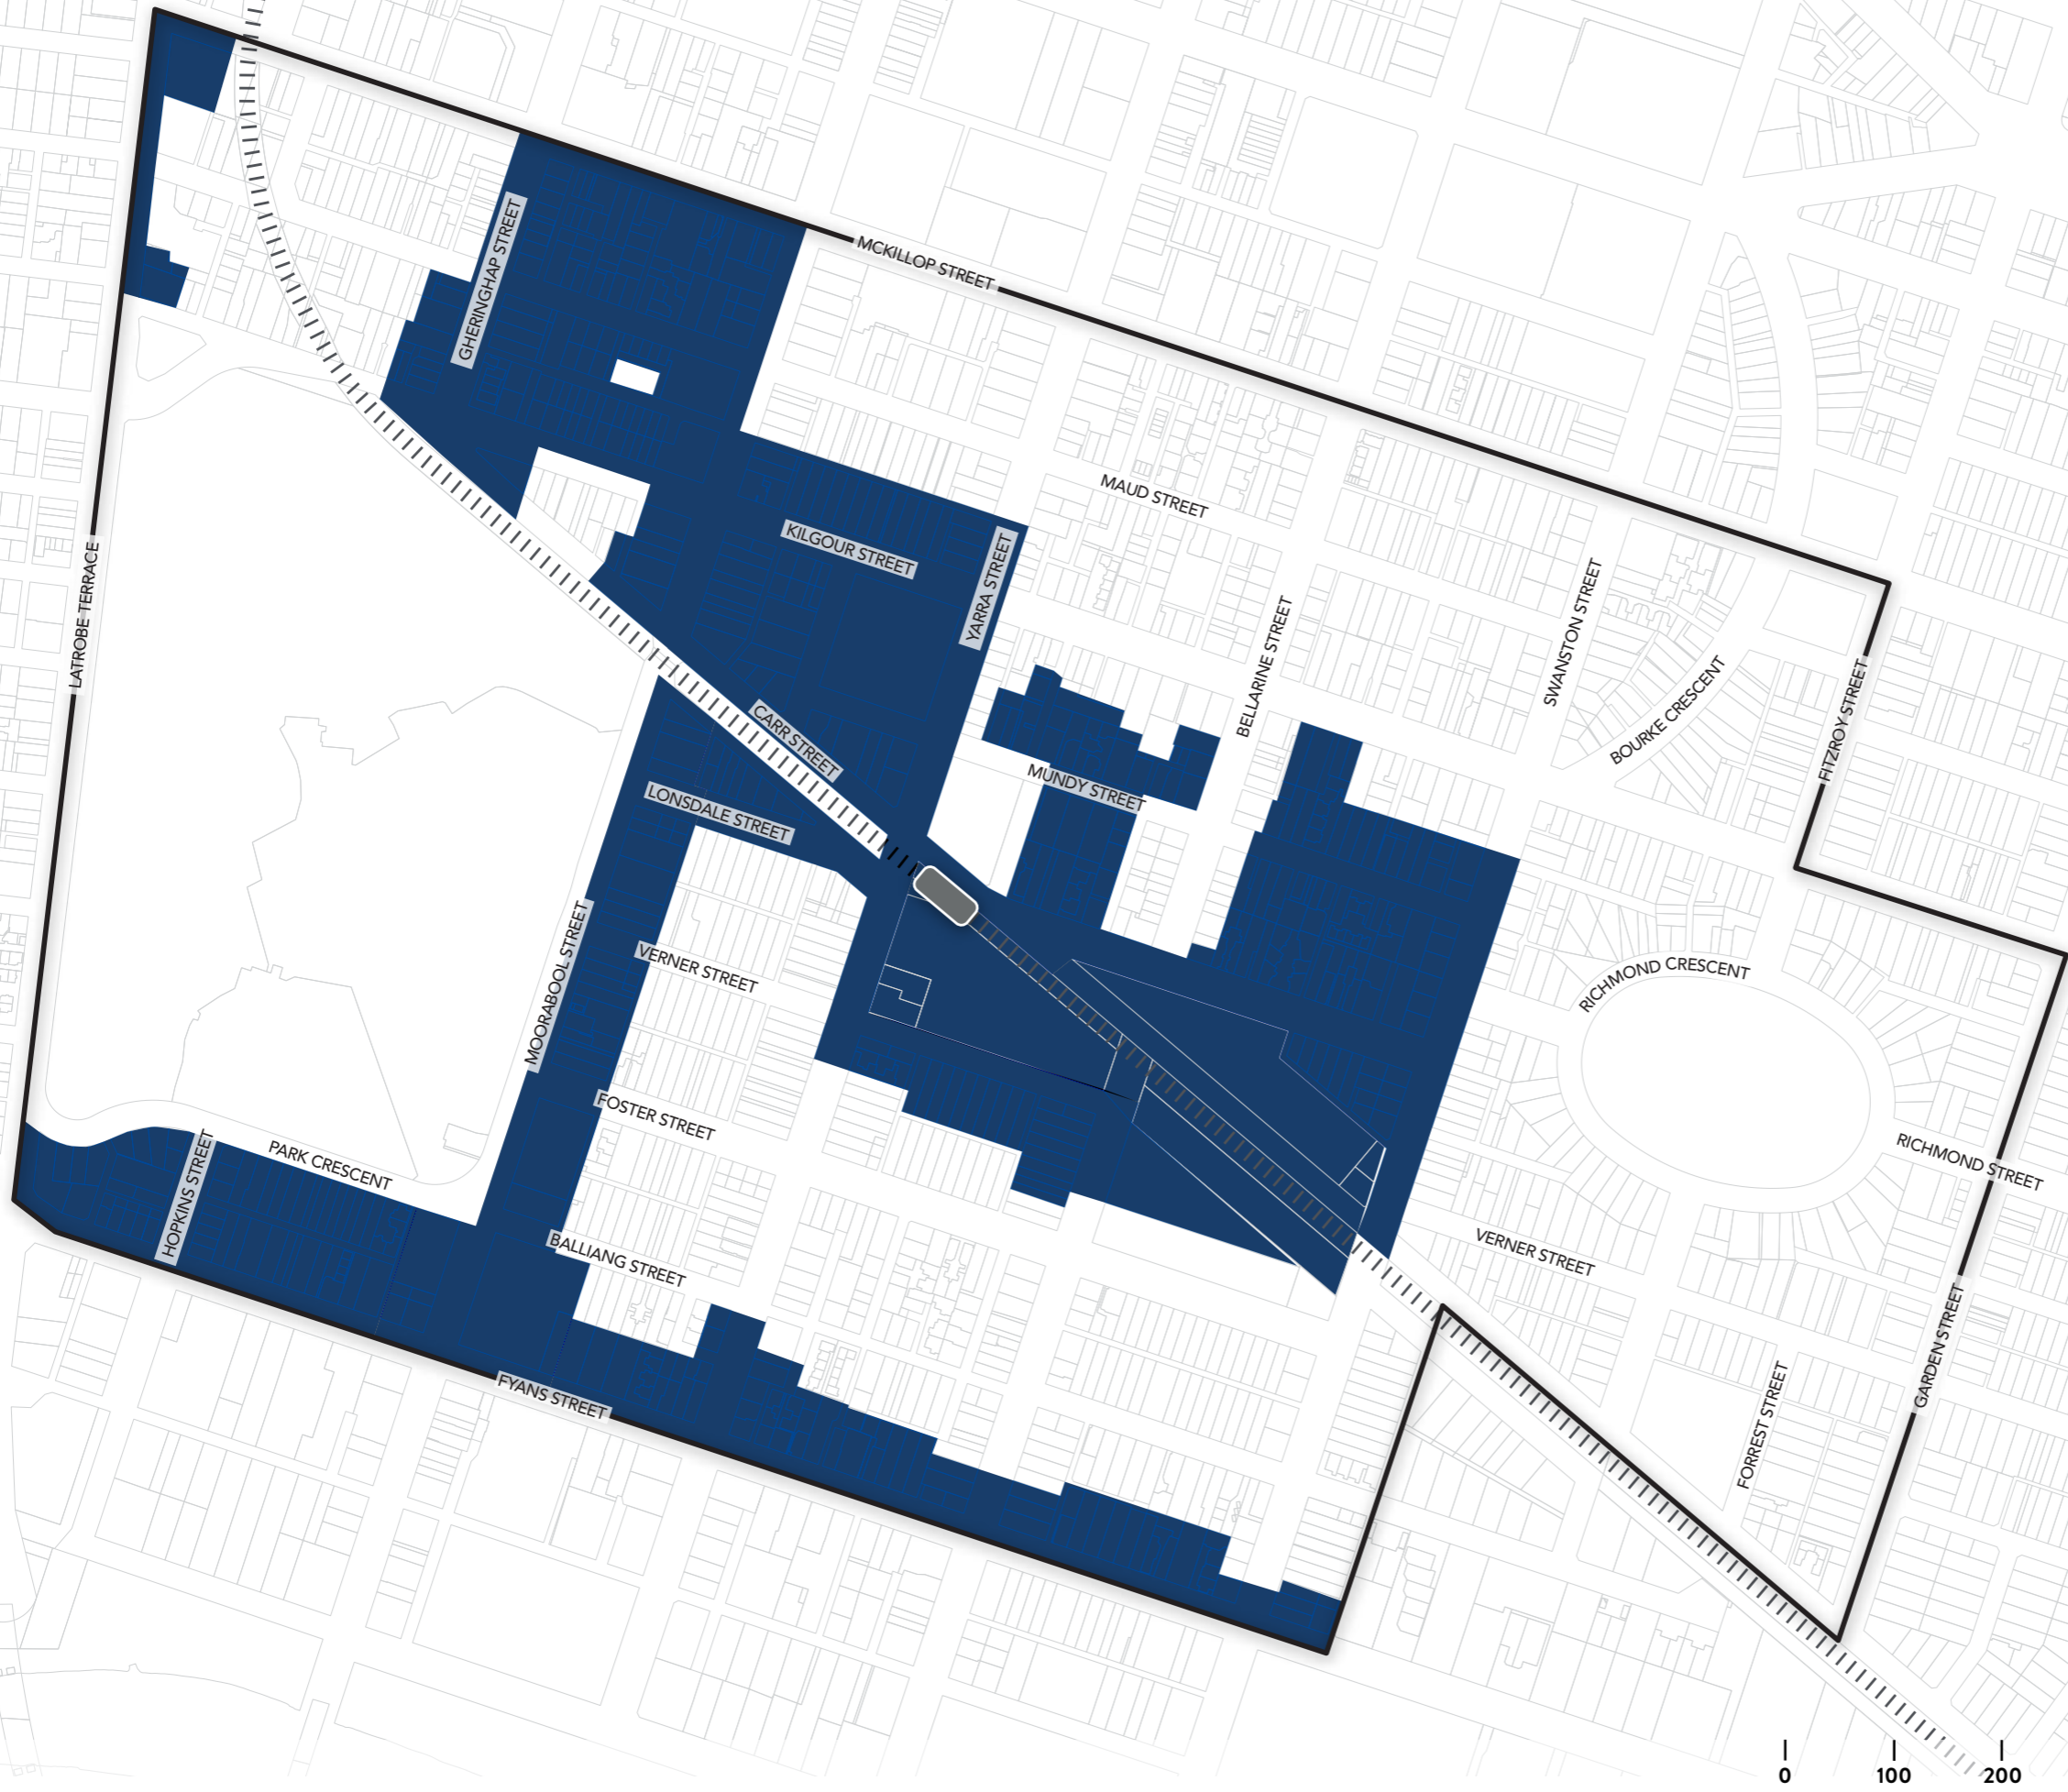 GHERINGHAP STREET
MCKILLOP STREET
MAUD STREET
KILGOUR STREET
YARRA STREET
LATROBE TERRACE
BELLARINE STREET
SWANSTON STREET
BOURKE CRESCENT
FITZROY STREET
CARR STREET
MUNDY STREET
LONSDALE STREET
MOORABOOL STREET
VERNER STREET
RICHMOND CRESCENT
FOSTER STREET
PARK CRESCENT
HOPKINS STREET
RICHMOND STREET
BALLIANG STREET
VERNER STREET
GARDEN STREET
FORREST STREET
FYANS STREET
0 100 200